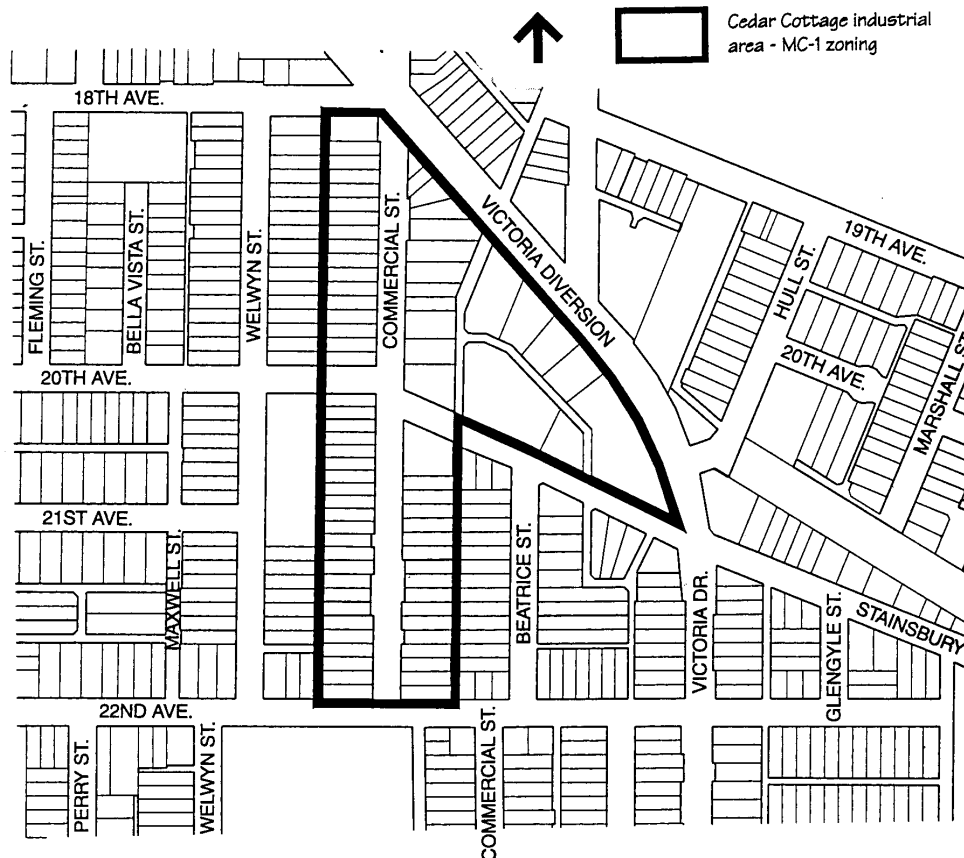 Cedar Cottage industrial
area - MC-1 zoning
18TH AVE.
FLEMING ST.
BELLA VISTA ST.
WELWYN ST.
COMMERCIAL ST.
VICTORIA DIVERSION
19TH AVE.
HULL ST.
20TH AVE.
MARSHALL ST.
20TH AVE.
21ST AVE.
MAXWELL ST.
BEATRICE ST.
VICTORIA DR.
GLENGYLE ST.
STAINSBURY
22ND AVE.
PERRY ST.
WELWYN ST.
COMMERCIAL ST.